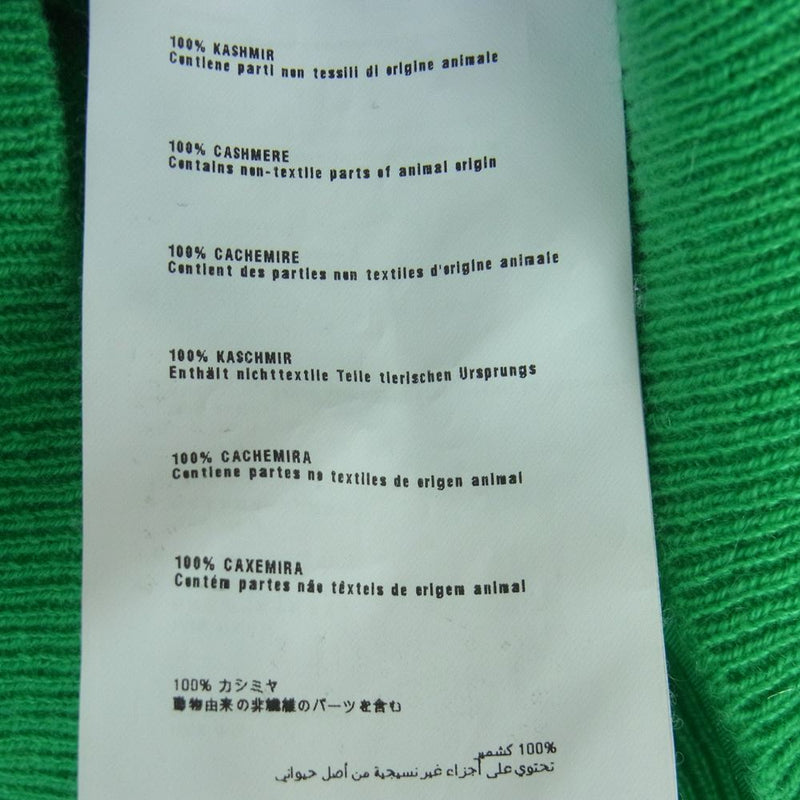 100% KASHMIR
Contiene parti non tessili di origine animale
100% CASHMERE
Contains non-textile parts of animal origin
100% CACHEMIRE
Contient des parties non textiles d'origine animale
100% KASCHMIR
Enthält nichttextile Teile tierischen Ursprungs
100% CACHEMIRA
Contiene partes no textiles de origen animal
100% CAXEMIRA
Contém partes não têxteis de origem animal
100% カシミヤ
動物由来の非繊維のパーツを含む
100% كشمير
تحتوي على أجزاء غير نسيجية من أصل حيواني